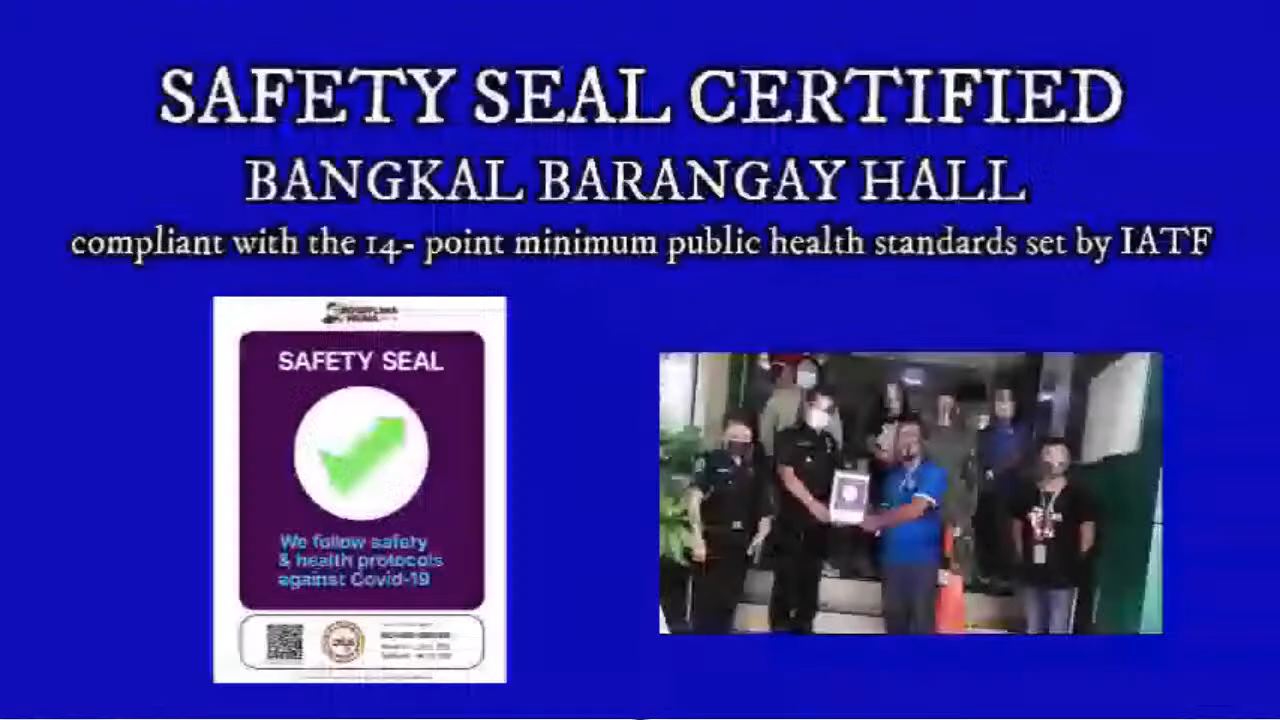 SAFETY SEAL CERTIFIED
BANGKAL BARANGAY HALL
compliant with the 14- point minimum public health standards set by IATF
SAFETY SEAL
We follow safety
& health protocols
against Covid-19